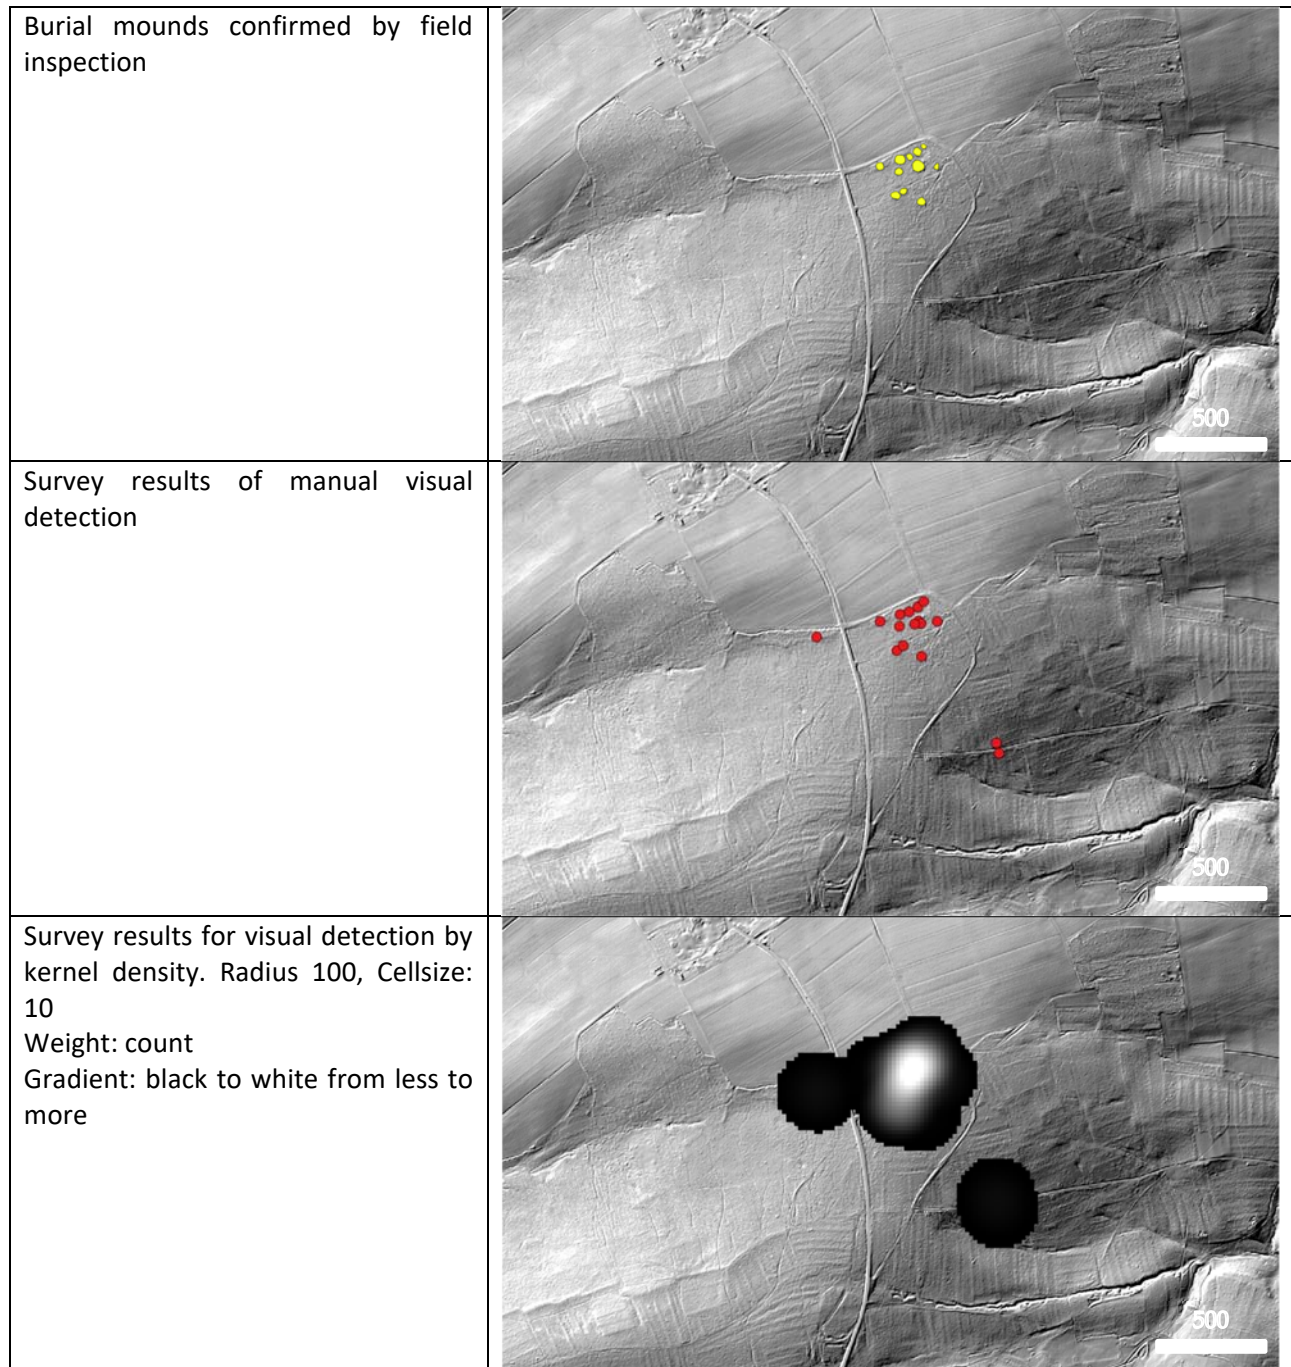 Burial mounds confirmed by field
inspection
500
Survey results of manual visual
detection
500
Survey results for visual detection by
kernel density. Radius 100, Cellsize:
10
Weight: count
Gradient: black to white from less to
more
500